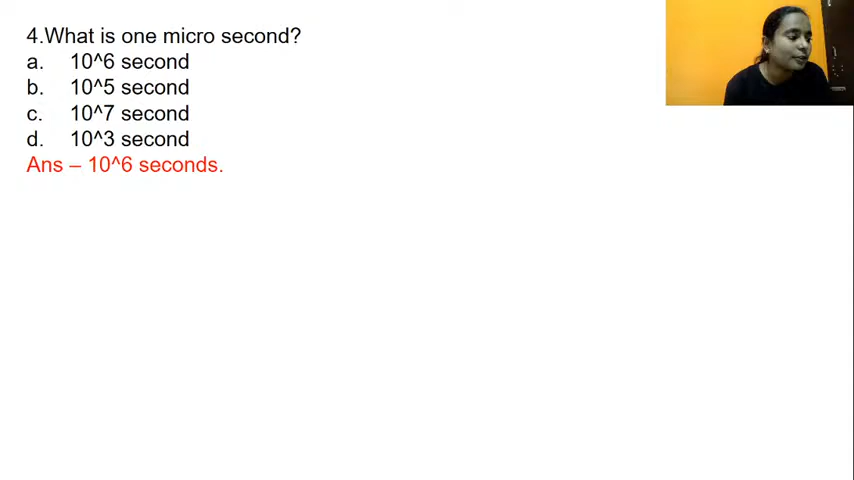 4.What is one micro second?
a. 10^6 second
b. 10^5 second
c. 10^7 second
d. 10^3 second
Ans – 10^6 seconds.